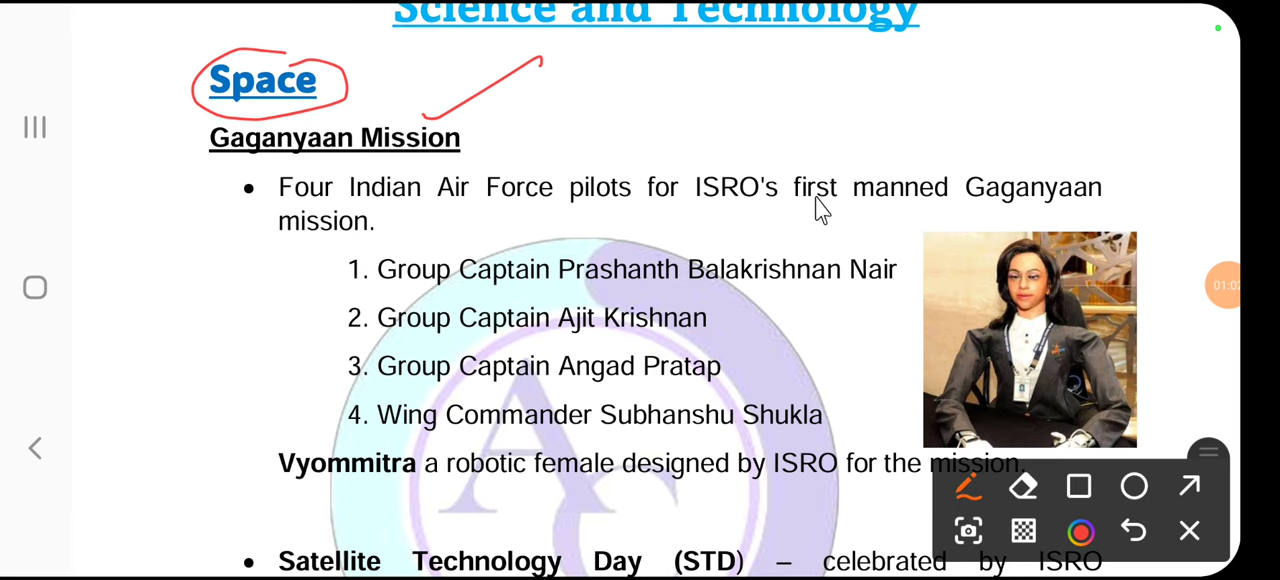 Science and Technology
Space
Gaganyaan Mission
• Four Indian Air Force pilots for ISRO's first manned Gaganyaan
mission.
1. Group Captain Prashanth Balakrishnan Nair
2. Group Captain Ajit Krishnan
3. Group Captain Angad Pratap
4. Wing Commander Subhanshu Shukla
Vyommitra a robotic female designed by ISRO for the mission.
• Satellite Technology Day (STD) – celebrated by ISRO